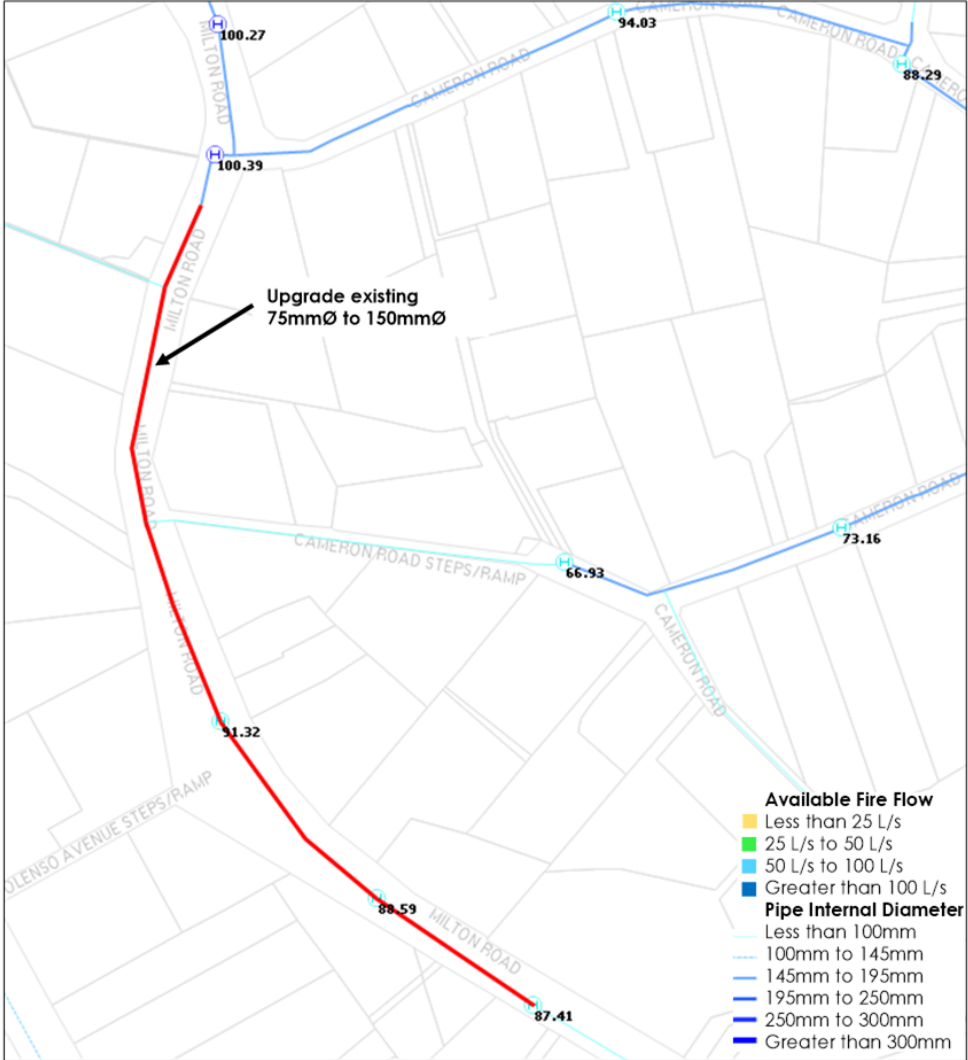 CAMERON ROAD
94.03
CAMERON ROAD
100.27
MILTON ROAD
88.29
CAMERON ROAD
100.39
MILTON ROAD
Upgrade existing
75mmØ to 150mmØ
MILTON ROAD
CAMERON ROAD
73.16
CAMERON ROAD STEPS/RAMP
66.93
MILTON ROAD
CAMERON ROAD
91.32
OLENSO AVENUE STEPS/RAMP
88.59
MILTON ROAD
87.41
Available Fire Flow
Less than 25 L/s
25 L/s to 50 L/s
50 L/s to 100 L/s
Greater than 100 L/s
Pipe Internal Diameter
Less than 100mm
100mm to 145mm
145mm to 195mm
195mm to 250mm
250mm to 300mm
Greater than 300mm